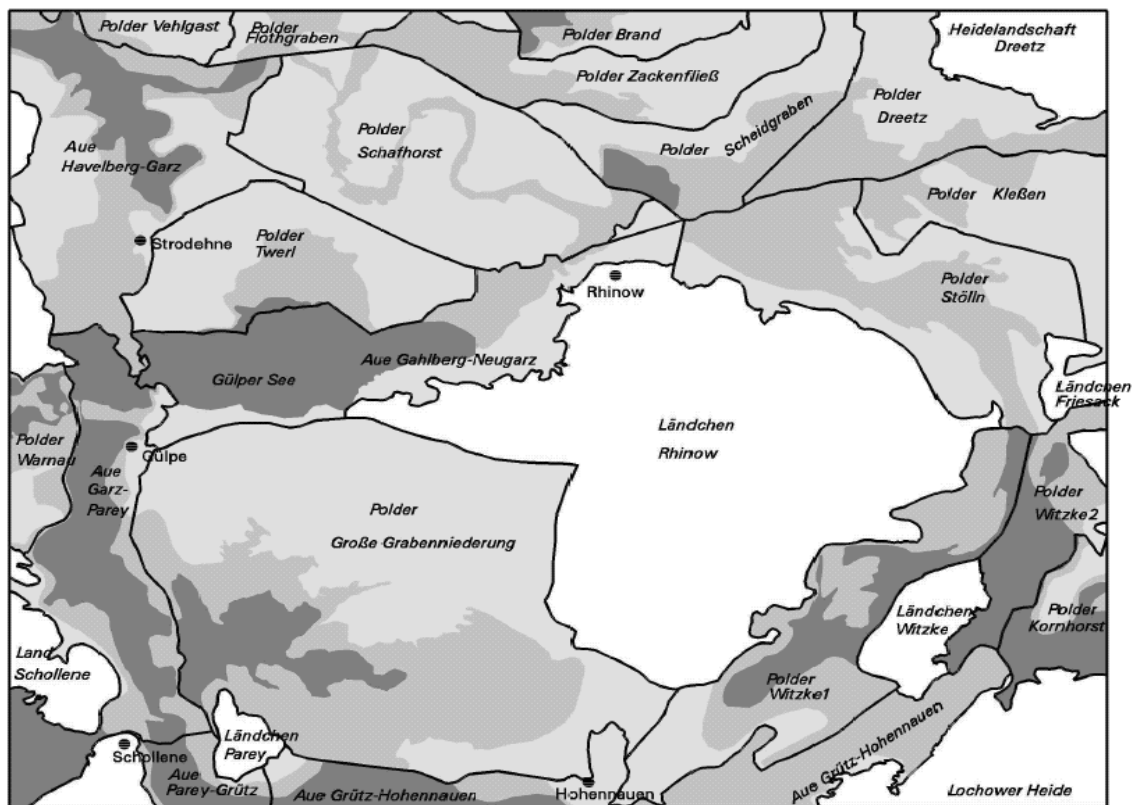 Polder Vehlgast
Polder
Flothgraben
Polder Brand
Heidelandschaft
Dreetz
Polder Zackenfließ
Polder
Dreetz
Scheidgraben
Polder
Polder
Schafhorst
Aue
Havelberg-Garz
Polder Kleßen
Strodehne
Polder
Twerl
Polder
Stölln
Rhinow
Aue Gahlberg-Neugarz
Gülper See
Ländchen
Friesack
Ländchen
Rhinow
Polder
Warnau
Gülpe
Aue
Garz-
Parey
Polder
Witzke2
Polder
Große Grabenniederung
Ländchen
Witzke
Polder
Kornhorst
Land
Schollene
Polder
Witzke1
Ländchen
Parey
Schollene
Aue
Parey-Grütz
Aue Grütz-Hohennauen
Hohennauen
Aue Grütz-Hohennauen
Lochower Heide